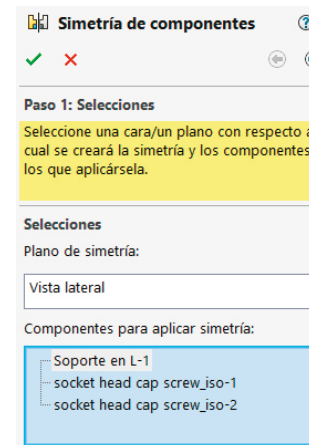 Simetría de componentes
Paso 1: Selecciones
Seleccione una cara/un plano con respecto
cual se creará la simetría y los componentes
los que aplicársela.
Selecciones
Plano de simetría:
Vista lateral
Componentes para aplicar simetría:
Soporte en L-1
socket head cap screw_iso-1
socket head cap screw_iso-2